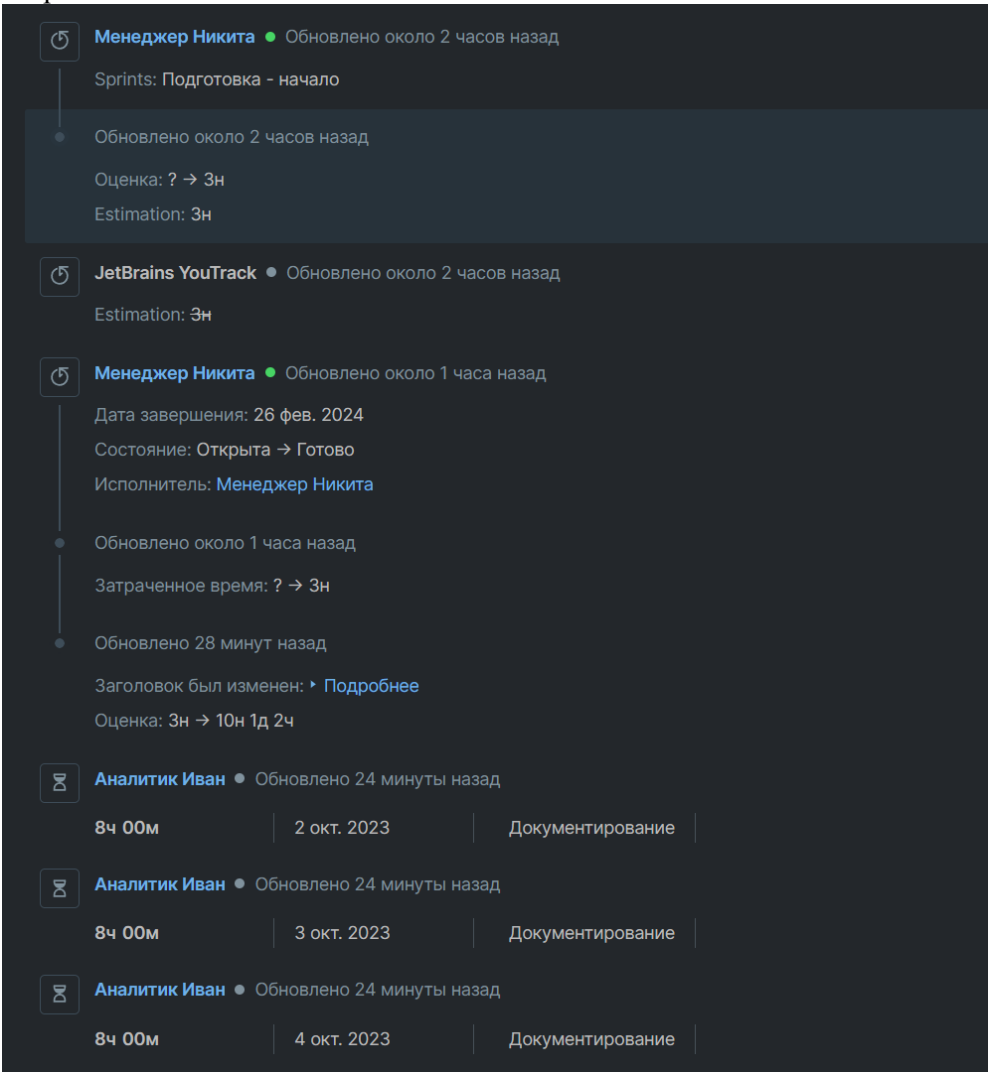 Менеджер Никита ● Обновлено около 2 часов назад
Sprints: Подготовка - начало
Обновлено около 2 часов назад
Оценка: ? → 3н
Estimation: 3н
JetBrains YouTrack ● Обновлено около 2 часов назад
Estimation: 3н
Менеджер Никита ● Обновлено около 1 часа назад
Дата завершения: 26 фев. 2024
Состояние: Открыта → Готово
Исполнитель: Менеджер Никита
Обновлено около 1 часа назад
Затраченное время: ? → 3н
Обновлено 28 минут назад
Заголовок был изменен: ‣ Подробнее
Оценка: 3н → 10н 1д 2ч
Аналитик Иван ● Обновлено 24 минуты назад
8ч 00м 2 окт. 2023 Документирование
Аналитик Иван ● Обновлено 24 минуты назад
8ч 00м 3 окт. 2023 Документирование
Аналитик Иван ● Обновлено 24 минуты назад
8ч 00м 4 окт. 2023 Документирование